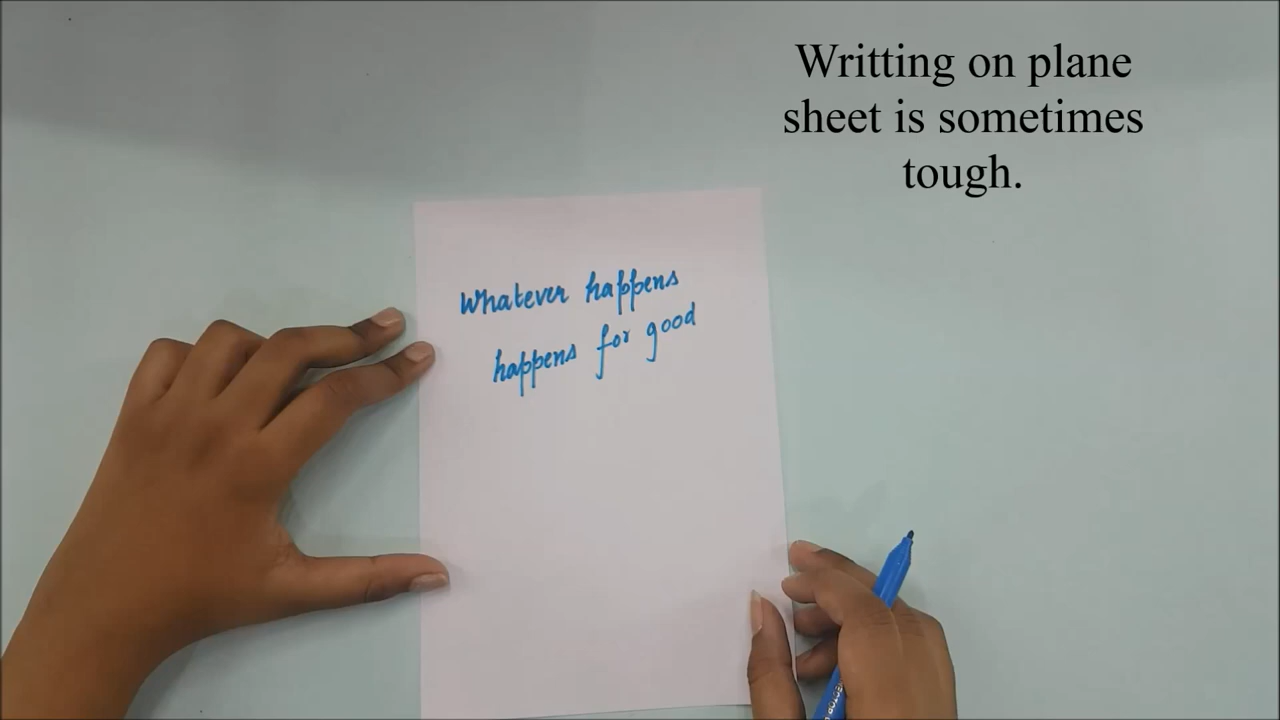 Writting on plane
sheet is sometimes
tough.
Whatever happens
happens for good